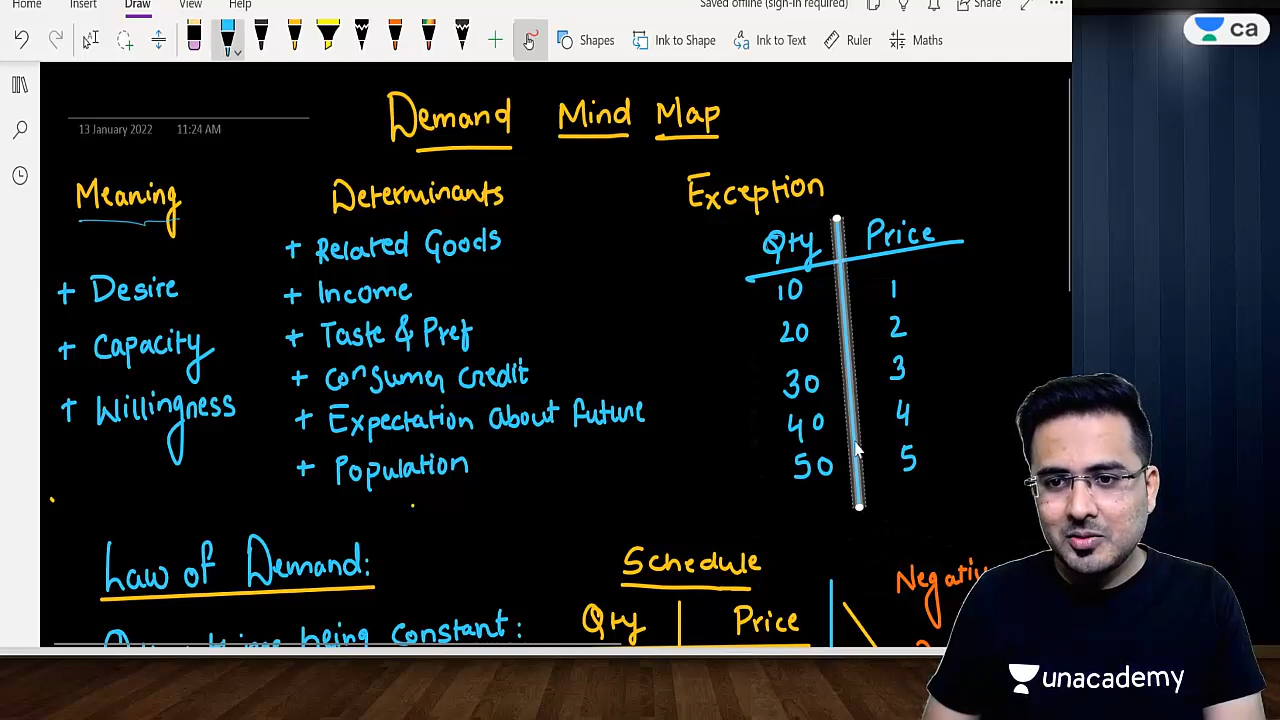 Home Insert Draw View Help Saved offline (sign-in required) Share
Shapes Ink to Shape Ink to Text Ruler Maths
ca
Demand Mind Map
13 January 2022 11:24 AM
Meaning
+ Desire
+ Capacity
+ Willingness
Determinants
+ Related Goods
+ Income
+ Taste & Pref
+ Consumer Credit
+ Expectation about future
+ Population
Exception
Qty Price
10 1
20 2
30 3
40 4
50 5
Law of Demand:
being constant:
Schedule
Qty Price
unacademy